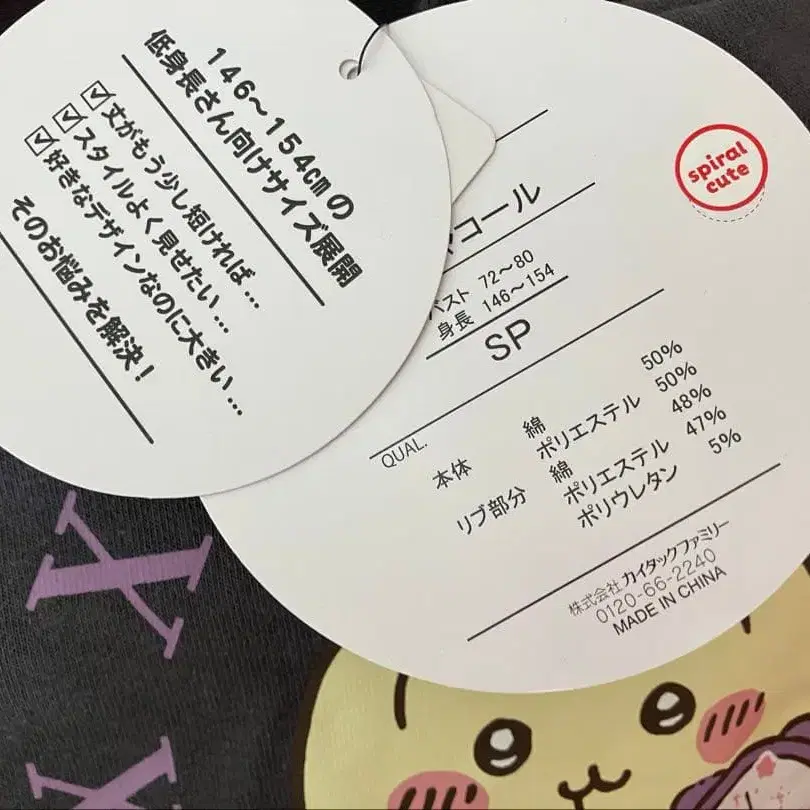 146~154㎝の
低身長さん向けサイズ展開
☑丈がもう少し短ければ…
☑スタイルよく見せたい…
☑好きなデザインなのに大きい…
そのお悩みを解決!
spiral
cute
コール
バスト 72~80
身長 146~154
SP
QUAL.
本体 綿 50%
ポリエステル 50%
リブ部分 綿 48%
ポリエステル 47%
ポリウレタン 5%
株式会社カイタックファミリー
0120-66-2240
MADE IN CHINA
X
X